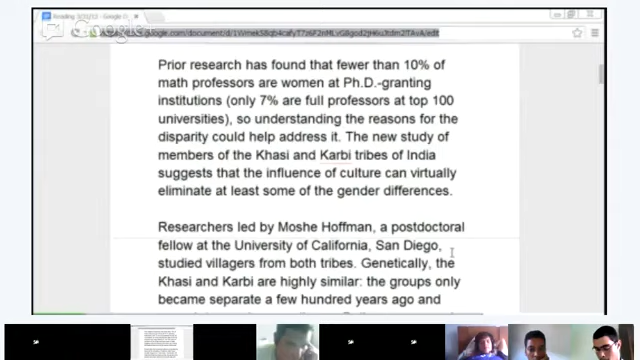 Google
Prior research has found that fewer than 10% of
math professors are women at Ph.D.-granting
institutions (only 7% are full professors at top 100
universities), so understanding the reasons for the
disparity could help address it. The new study of
members of the Khasi and Karbi tribes of India
suggests that the influence of culture can virtually
eliminate at least some of the gender differences.
Researchers led by Moshe Hoffman, a postdoctoral
fellow at the University of California, San Diego,
studied villagers from both tribes. Genetically, the
Khasi and Karbi are highly similar: the groups only
became separate a few hundred years ago and